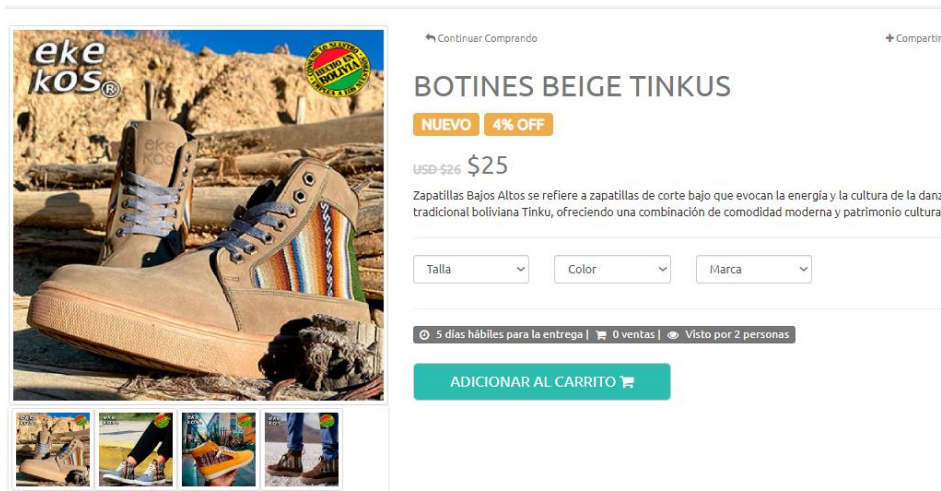 eke
kos®
HECHO EN
BOLIVIA
Continuar Comprando
Compartir
BOTINES BEIGE TINKUS
NUEVO
4% OFF
USD $26 $25
Zapatillas Bajos Altos se refiere a zapatillas de corte bajo que evocan la energía y la cultura de la danz
tradicional boliviana Tinku, ofreciendo una combinación de comodidad moderna y patrimonio cultura
Talla
Color
Marca
5 días hábiles para la entrega | 0 ventas | Visto por 2 personas
ADICIONAR AL CARRITO